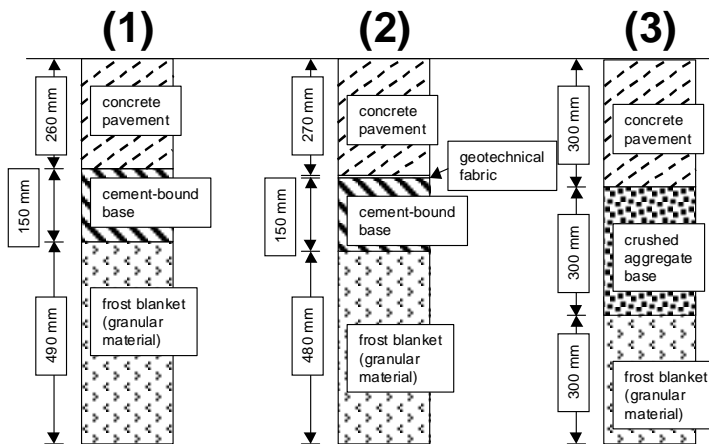 (1)
260 mm
concrete
pavement
150 mm
cement-bound
base
490 mm
frost blanket
(granular
material)
(2)
270 mm
concrete
pavement
geotechnical
fabric
150 mm
cement-bound
base
480 mm
frost blanket
(granular
material)
(3)
300 mm
concrete
pavement
300 mm
crushed
aggregate
base
300 mm
frost blanket
(granular
material)